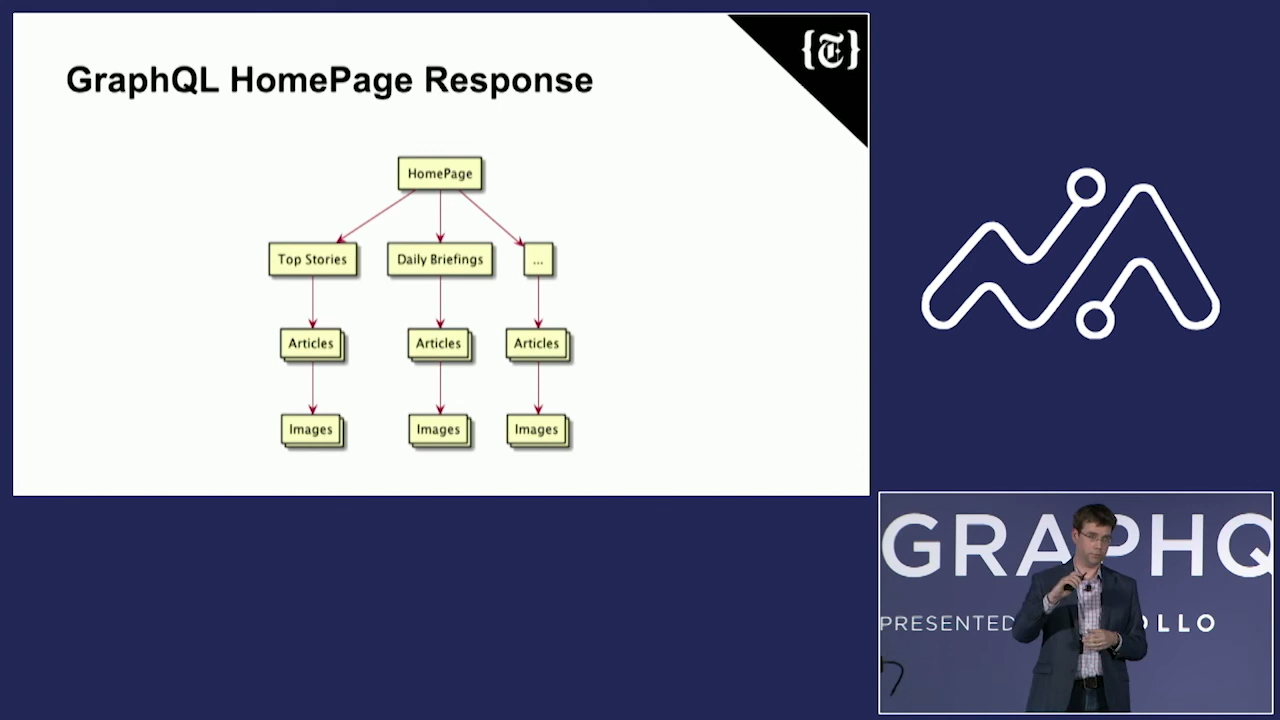 GraphQL HomePage Response
{T}
HomePage
Top Stories
Daily Briefings
...
Articles
Articles
Articles
Images
Images
Images
GRAPHQ
PRESENTED
OLLO